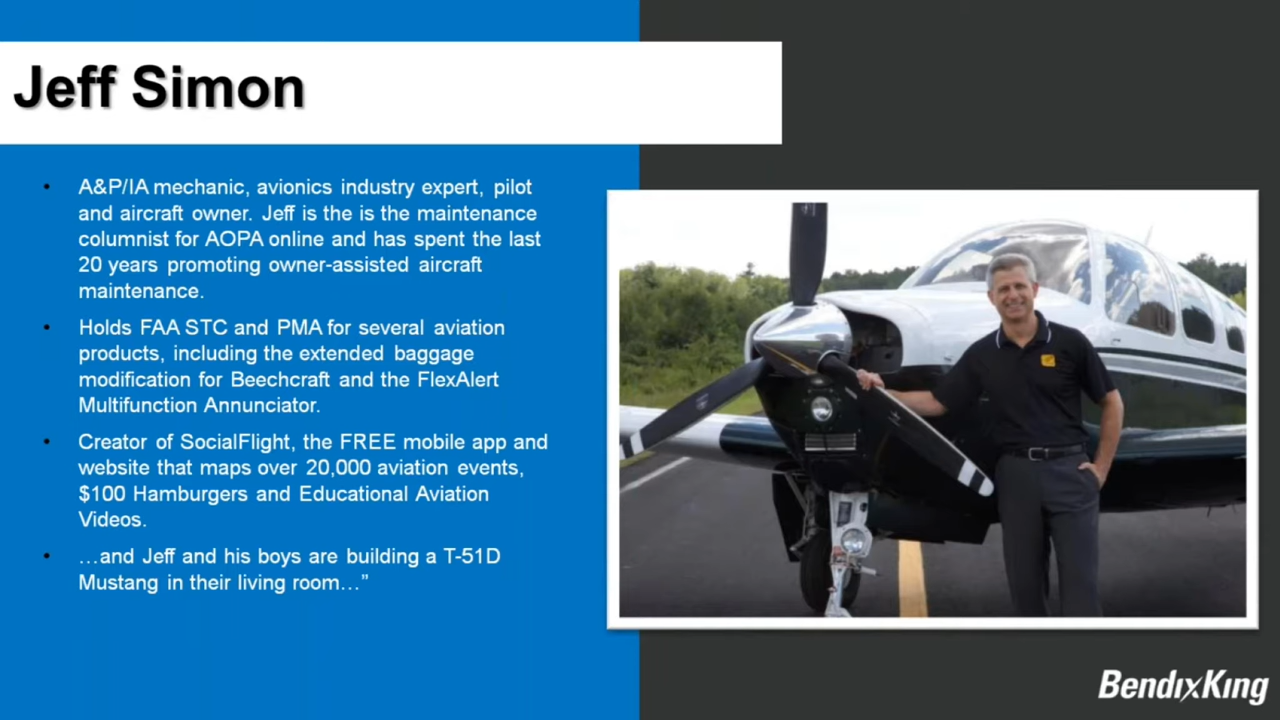 Jeff Simon
• A&P/IA mechanic, avionics industry expert, pilot
and aircraft owner. Jeff is the is the maintenance
columnist for AOPA online and has spent the last
20 years promoting owner-assisted aircraft
maintenance.
• Holds FAA STC and PMA for several aviation
products, including the extended baggage
modification for Beechcraft and the FlexAlert
Multifunction Annunciator.
• Creator of SocialFlight, the FREE mobile app and
website that maps over 20,000 aviation events,
$100 Hamburgers and Educational Aviation
Videos.
• …and Jeff and his boys are building a T-51D
Mustang in their living room…”
BendixKing